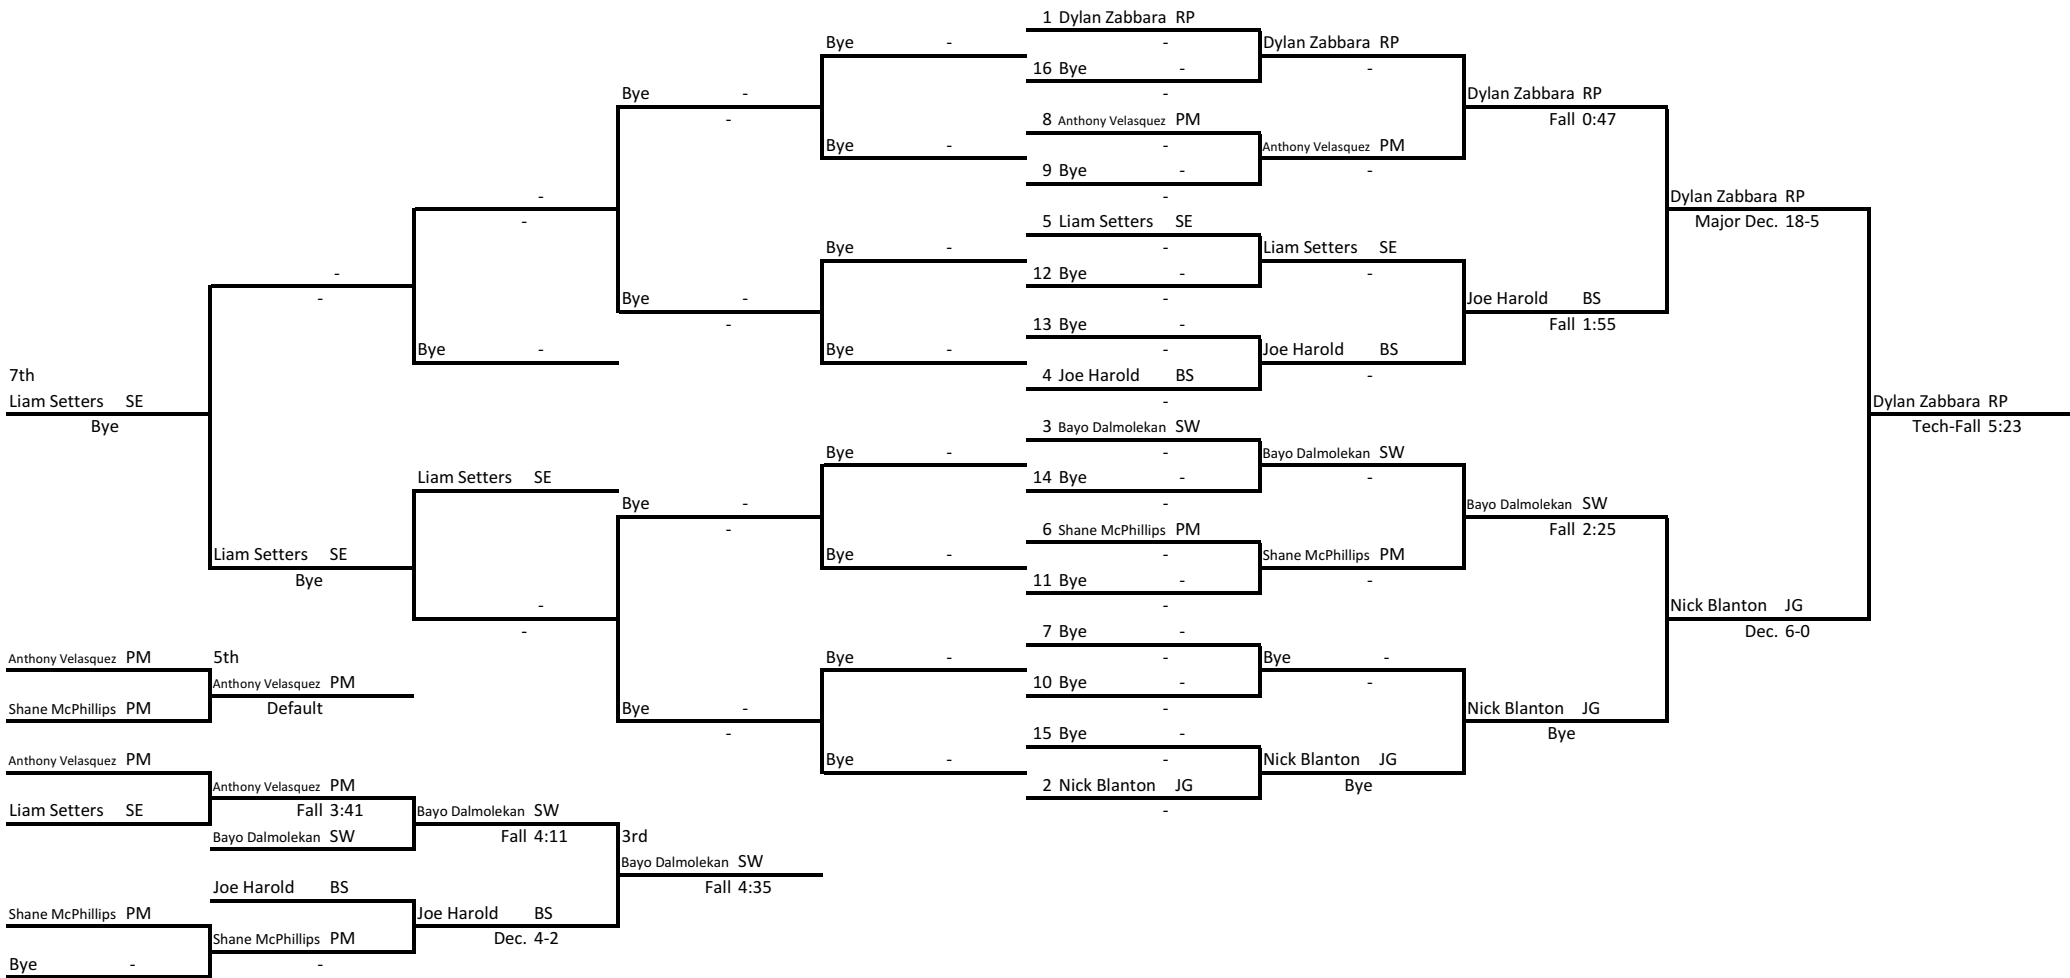 1 Dylan Zabbara RP
Bye - - Dylan Zabbara RP
16 Bye - -
Bye - - Dylan Zabbara RP
- 8 Anthony Velasquez PM Fall 0:47
Bye - - Anthony Velasquez PM
9 Bye - -
- - Dylan Zabbara RP
- 5 Liam Setters SE Major Dec. 18-5
Bye - - Liam Setters SE
- 12 Bye - -
- Bye - - Joe Harold BS
- 13 Bye - Fall 1:55
Bye - Bye - - Joe Harold BS
7th 4 Joe Harold BS -
Liam Setters SE - Dylan Zabbara RP
Bye 3 Bayo Dalmolekan SW Tech-Fall 5:23
Bye - - Bayo Dalmolekan SW
Liam Setters SE 14 Bye - -
Bye - - Bayo Dalmolekan SW
- 6 Shane McPhillips PM Fall 2:25
Liam Setters SE Bye - - Shane McPhillips PM
Bye 11 Bye - -
- - Nick Blanton JG
- 7 Bye - Dec. 6-0
Anthony Velasquez PM 5th Bye - - Bye -
Anthony Velasquez PM 10 Bye - -
Shane McPhillips PM Default Bye - - Nick Blanton JG
- 15 Bye - Bye
Anthony Velasquez PM Bye - - Nick Blanton JG
Anthony Velasquez PM 2 Nick Blanton JG Bye
Liam Setters SE Fall 3:41 Bayo Dalmolekan SW -
Bayo Dalmolekan SW Fall 4:11 3rd
Bayo Dalmolekan SW
Joe Harold BS Fall 4:35
Shane McPhillips PM Joe Harold BS
Shane McPhillips PM Dec. 4-2
Bye - -